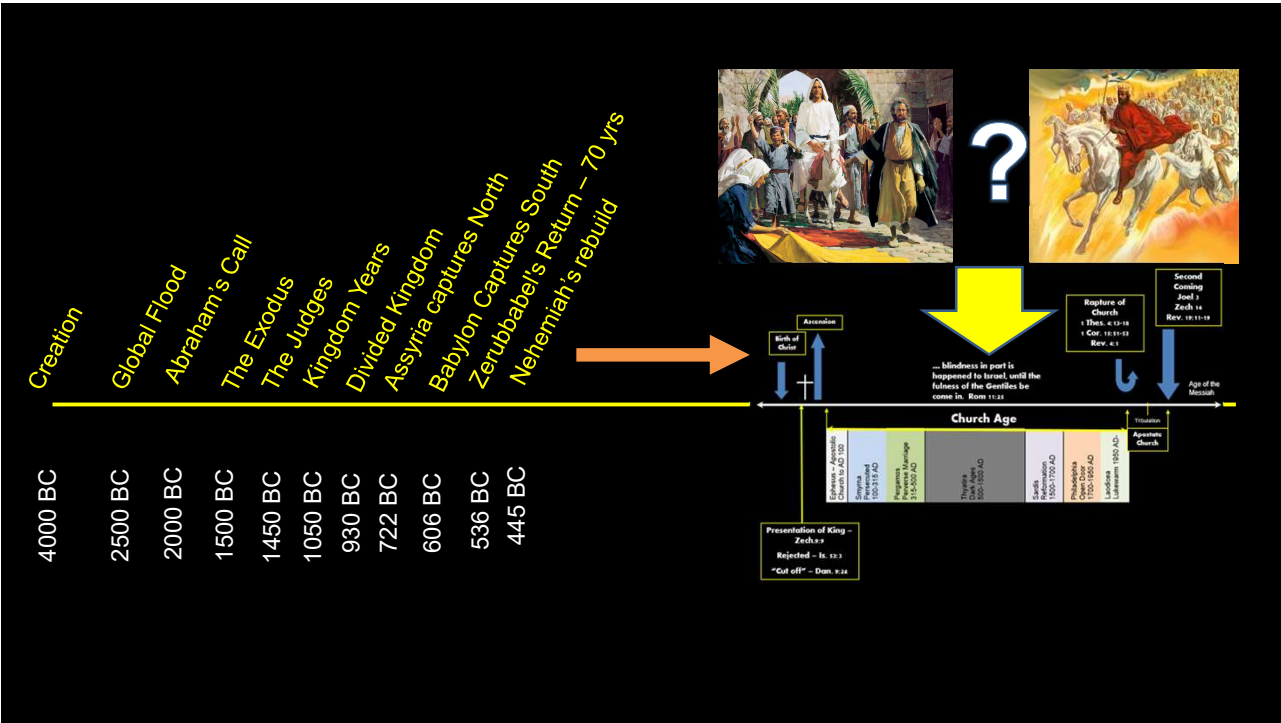 Creation
Global Flood
Abraham's Call
The Exodus
The Judges
Kingdom Years
Divided Kingdom
Assyria captures North
Babylon Captures South
Zerubbabel's Return – 70 yrs
Nehemiah's rebuild
4000 BC
2500 BC
2000 BC
1500 BC
1450 BC
1050 BC
930 BC
722 BC
606 BC
536 BC
445 BC
?
Birth of
Christ
Ascension
... blindness in part is
happened to Israel, until the
fulness of the Gentiles be
come in. Rom 11:25
Rapture of
Church
1 Thes. 4:13-18
1 Cor. 15:51-53
Rev. 4:1
Second
Coming
Joel 3
Zech 14
Rev. 19:11-19
Age of the
Messiah
Church Age
Tribulation
Apostate
Church
Ephesus – Apostolic
Church to AD 100
Smyrna
Persecuted
100-315 AD
Pergamos
Perverse Marriage
315-500 AD
Thyatira
Dark Ages
500-1500 AD
Sardis
Reformation
1500-1700 AD
Philadelphia
Open Door
1700-1950 AD
Laodicea
Lukewarm 1950 AD-
Presentation of King –
Zech.9:9
Rejected – Is. 53:3
"Cut off" – Dan. 9:26